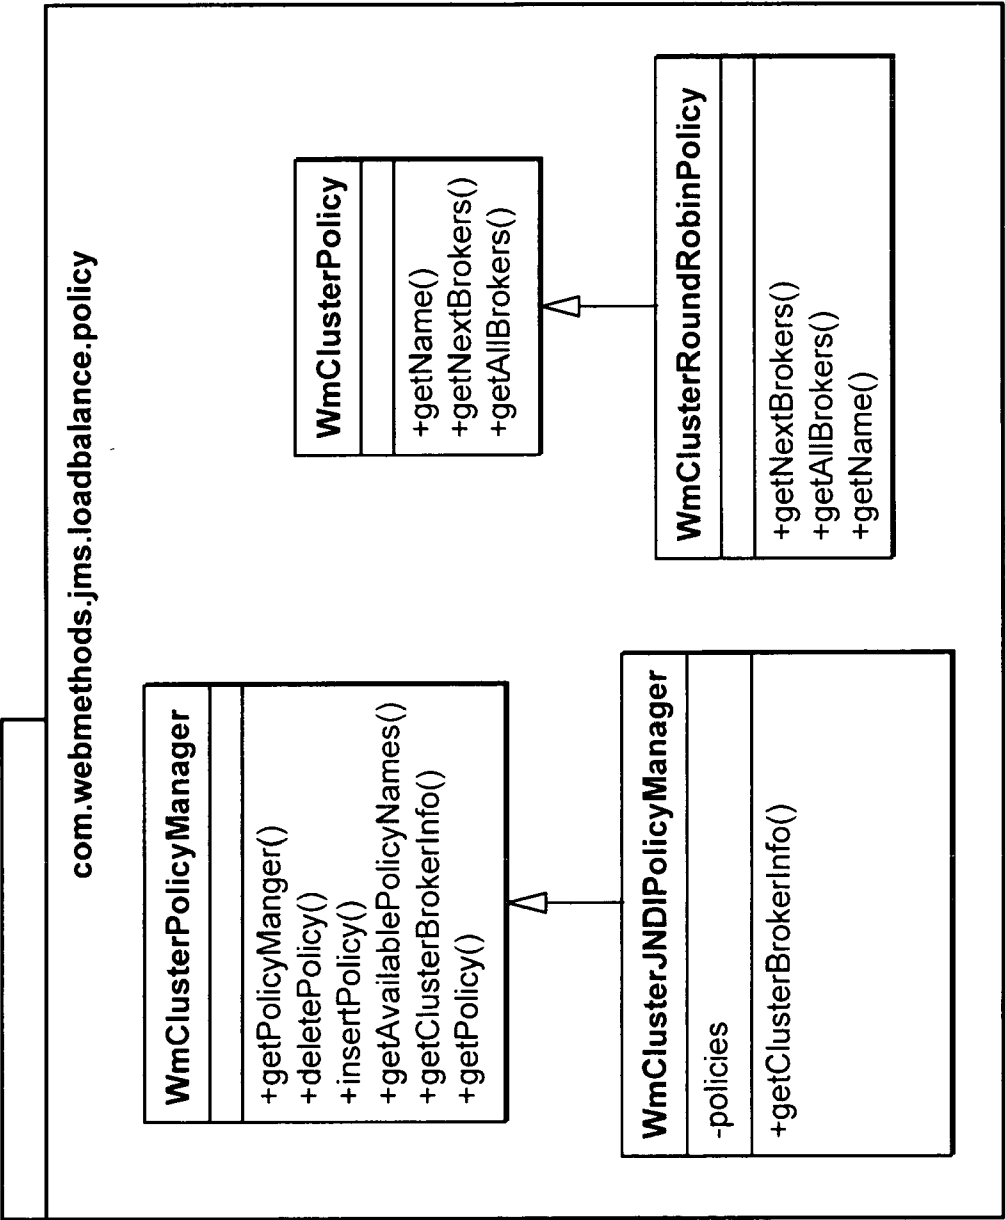 com.webmethods.jms.loadbalance.policy
WmClusterPolicyManager
+getPolicyManger()
+deletePolicy()
+insertPolicy()
+getAvailablePolicyNames()
+getClusterBrokerInfo()
+getPolicy()
WmClusterPolicy
+getName()
+getNextBrokers()
+getAllBrokers()
WmClusterJNDIPolicyManager
-policies
+getClusterBrokerInfo()
WmClusterRoundRobinPolicy
+getNextBrokers()
+getAllBrokers()
+getName()